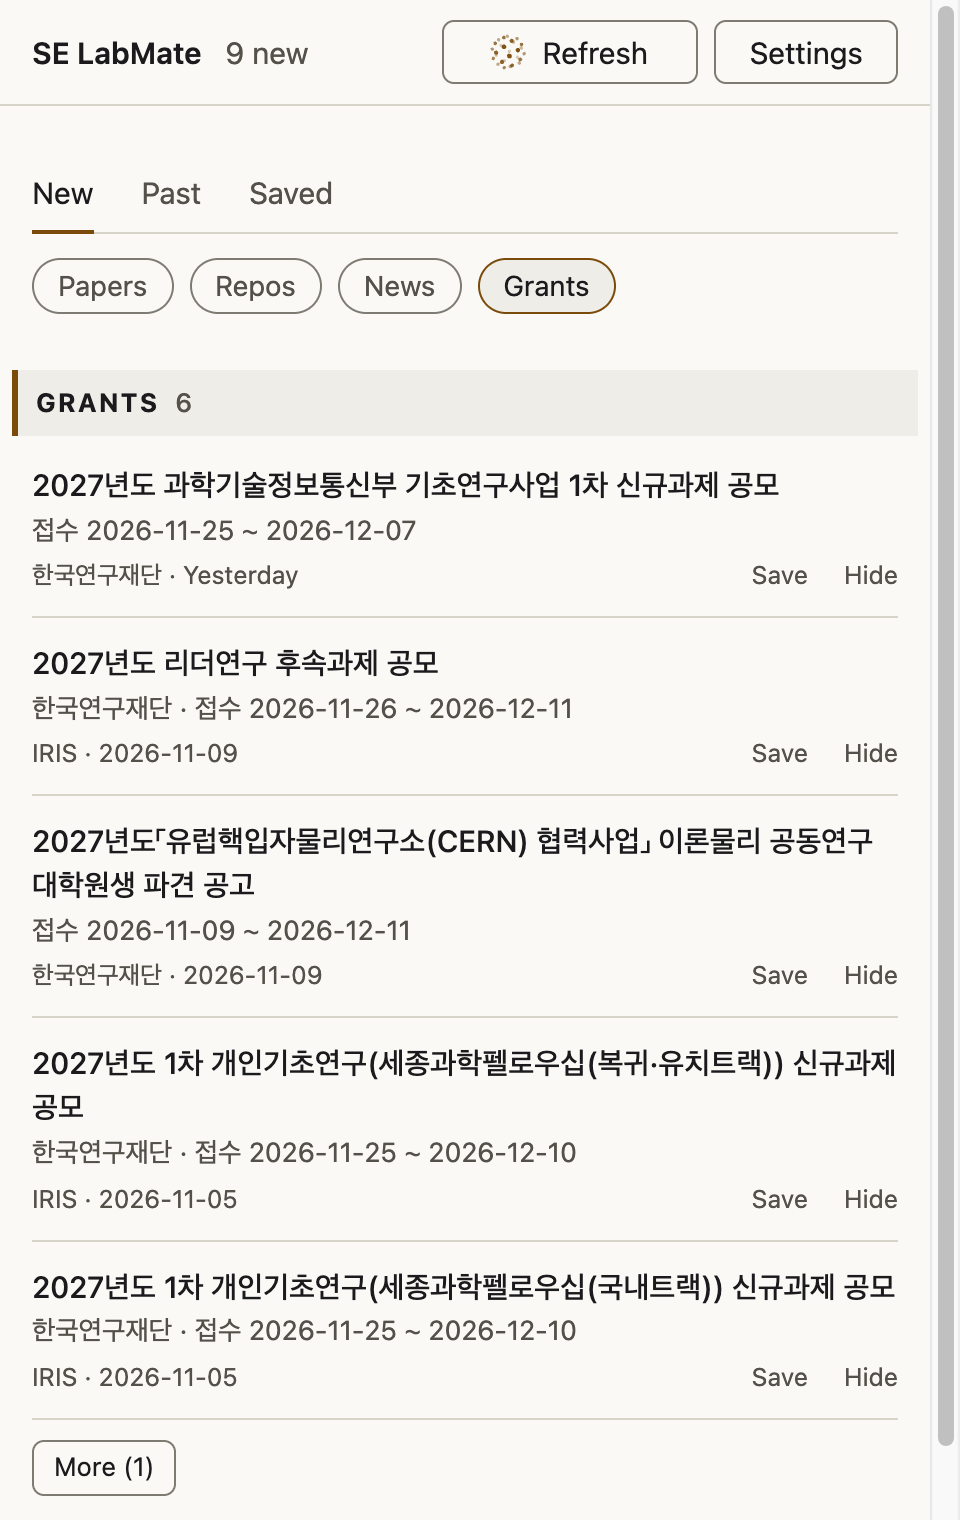 SE LabMate 9 new Refresh Settings
New Past Saved
Papers Repos News Grants
GRANTS 6
2027년도 과학기술정보통신부 기초연구사업 1차 신규과제 공모
접수 2026-11-25 ~ 2026-12-07
한국연구재단 · Yesterday Save Hide
2027년도 리더연구 후속과제 공모
한국연구재단 · 접수 2026-11-26 ~ 2026-12-11
IRIS · 2026-11-09 Save Hide
2027년도「유럽핵입자물리연구소(CERN) 협력사업」 이론물리 공동연구
대학원생 파견 공고
접수 2026-11-09 ~ 2026-12-11
한국연구재단 · 2026-11-09 Save Hide
2027년도 1차 개인기초연구(세종과학펠로우십(복귀·유치트랙)) 신규과제
공모
한국연구재단 · 접수 2026-11-25 ~ 2026-12-10
IRIS · 2026-11-05 Save Hide
2027년도 1차 개인기초연구(세종과학펠로우십(국내트랙)) 신규과제 공모
한국연구재단 · 접수 2026-11-25 ~ 2026-12-10
IRIS · 2026-11-05 Save Hide
More (1)